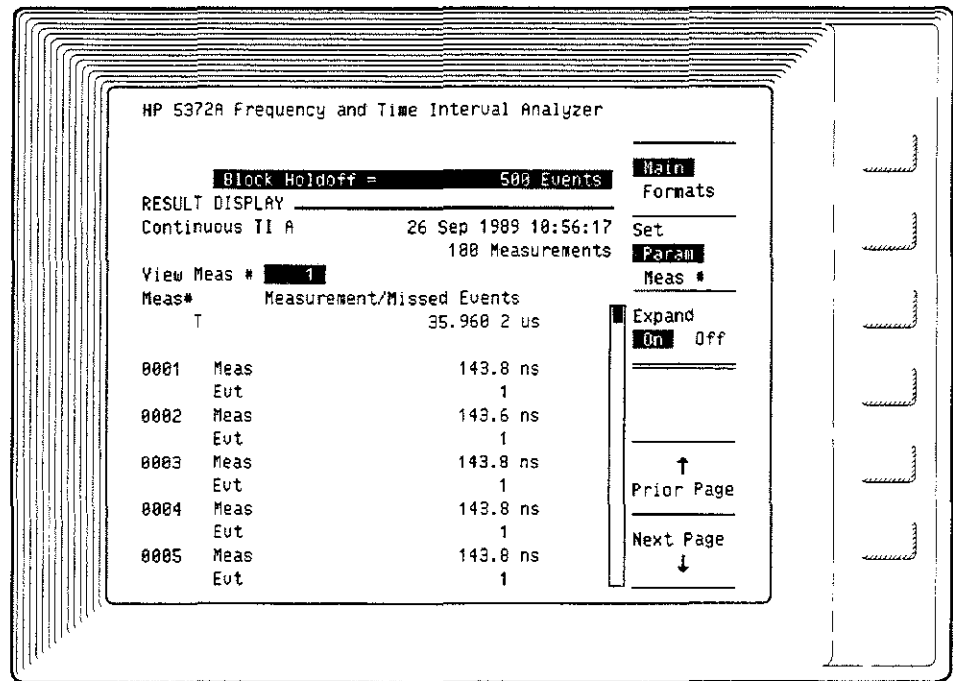 HP 5372A Frequency and Time Interval Analyzer
Block Holdoff = 500 Events
RESULT DISPLAY
Continuous TI A 26 Sep 1989 10:56:17
100 Measurements
View Meas # 1
Meas# Measurement/Missed Events
T 35.960 2 us
0001 Meas 143.8 ns
Evt 1
0002 Meas 143.6 ns
Evt 1
0003 Meas 143.8 ns
Evt 1
0004 Meas 143.8 ns
Evt 1
0005 Meas 143.8 ns
Evt 1
Main
Formats
Set
Param
Meas #
Expand
On Off
↑
Prior Page
Next Page
↓